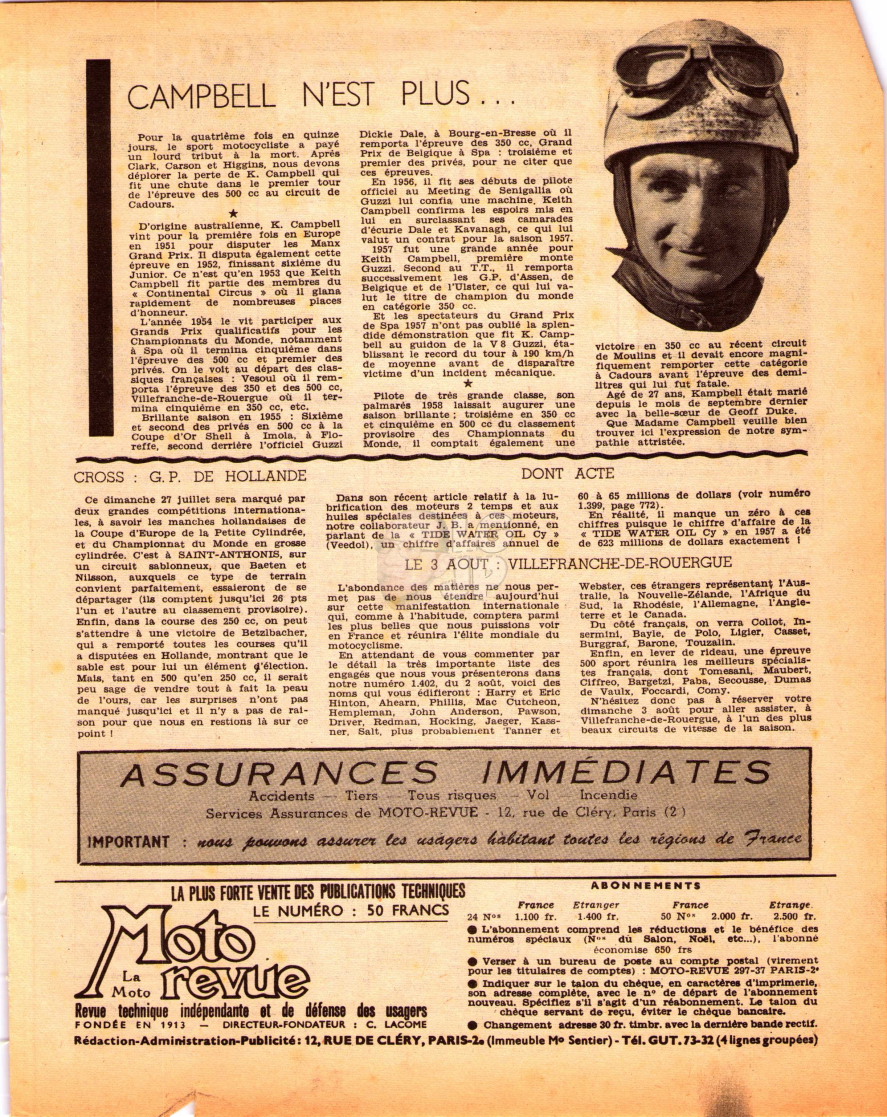 CAMPBELL N'EST PLUS...
Pour la quatrième fois en quinze
jours, le sport motocycliste a payé
un lourd tribut à la mort. Après
Clark, Carson et Higgins, nous devons
déplorer la perte de K. Campbell qui
fit une chute dans le premier tour
de l'épreuve des 500 cc au circuit de
Cadours.
★
D'origine australienne, K. Campbell
vint pour la première fois en Europe
en 1951 pour disputer les Manx
Grand Prix. Il disputa également cette
épreuve en 1952, finissant sixième du
Junior. Ce n'est qu'en 1953 que Keith
Campbell fit partie des membres du
« Continental Circus » où il glana
rapidement de nombreuses places
d'honneur.
L'année 1954 le vit participer aux
Grands Prix qualificatifs pour les
Championnats du Monde, notamment
à Spa où il termina cinquième dans
l'épreuve des 500 cc et premier des
privés. On le voit au départ des clas-
siques françaises : Vesoul où il rem-
porta l'épreuve des 350 et des 500 cc,
Villefranche-de-Rouergue où il ter-
mina cinquième en 350 cc, etc.
Brillante saison en 1955 : Sixième
et second des privés en 500 cc à la
Coupe d'Or Shell à Imola, à Flo-
reffe, second derrière l'officiel Guzzi
Dickie Dale, à Bourg-en-Bresse où il
remporta l'épreuve des 350 cc, Grand
Prix de Belgique à Spa : troisième et
premier des privés, pour ne citer que
ces épreuves.
En 1956, il fit ses débuts de pilote
officiel au Meeting de Senigallia où
Guzzi lui confia une machine. Keith
Campbell confirma les espoirs mis en
lui en surclassant ses camarades
d'écurie Dale et Kavanagh, ce qui lui
valut un contrat pour la saison 1957.
1957 fut une grande année pour
Keith Campbell, première monte
Guzzi. Second au T.T., il remporta
successivement les G.P. d'Assen, de
Belgique et de l'Ulster, ce qui lui va-
lut le titre de champion du monde
en catégorie 350 cc.
Et les spectateurs du Grand Prix
de Spa 1957 n'ont pas oublié la splen-
dide démonstration que fit K. Camp-
bell au guidon de la V 8 Guzzi, éta-
blissant le record du tour à 190 km/h
de moyenne avant de disparaître
victime d'un incident mécanique.
★
Pilote de très grande classe, son
palmarès 1958 laissait augurer une
saison brillante ; troisième en 350 cc
et cinquième en 500 cc du classement
provisoire des Championnats du
Monde, il comptait également une
victoire en 350 cc au récent circuit
de Moulins et il devait encore magni-
fiquement remporter cette catégorie
à Cadours avant l'épreuve des demi-
litres qui lui fut fatale.
Agé de 27 ans, Kampbell était marié
depuis le mois de septembre dernier
avec la belle-sœur de Geoff Duke.
Que Madame Campbell veuille bien
trouver ici l'expression de notre sym-
pathie attristée.
CROSS : G.P. DE HOLLANDE
Ce dimanche 27 juillet sera marqué par
deux grandes compétitions internationa-
les, à savoir les manches hollandaises de
la Coupe d'Europe de la Petite Cylindrée,
et du Championnat du Monde en grosse
cylindrée. C'est à SAINT-ANTHONIS, sur
un circuit sablonneux, que Baeten et
Nilsson, auxquels ce type de terrain
convient parfaitement, essaieront de se
départager (ils comptent jusqu'ici 26 pts
l'un et l'autre au classement provisoire).
Enfin, dans la course des 250 cc, on peut
s'attendre à une victoire de Betzlbacher,
qui a remporté toutes les courses qu'il
a disputées en Hollande, montrant que le
sable est pour lui un élément d'élection.
Mais, tant en 500 qu'en 250 cc, il serait
peu sage de vendre tout à fait la peau
de l'ours, car les surprises n'ont pas
manqué jusqu'ici et il n'y a pas de rai-
son pour que nous en restions là sur ce
point !
DONT ACTE
Dans son récent article relatif à la lu-
brification des moteurs 2 temps et aux
huiles spéciales destinées à ces moteurs,
notre collaborateur J. B. a mentionné, en
parlant de la « TIDE WATER OIL Cy »
(Veedol), un chiffre d'affaires annuel de
60 à 65 millions de dollars (voir numéro
1.399, page 772).
En réalité, il manque un zéro à ces
chiffres puisque le chiffre d'affaire de la
« TIDE WATER OIL Cy » en 1957 a été
de 623 millions de dollars exactement !
LE 3 AOUT : VILLEFRANCHE-DE-ROUERGUE
L'abondance des matières ne nous per-
met pas de nous étendre aujourd'hui
sur cette manifestation internationale
qui, comme à l'habitude, comptera parmi
les plus belles que nous puissions voir
en France et réunira l'élite mondiale du
motocyclisme.
En attendant de vous commenter par
le détail la très importante liste des
engagés que nous vous présenterons dans
notre numéro 1.402, du 2 août, voici des
noms qui vous édifieront : Harry et Eric
Hinton, Ahearn, Phillis, Mac Cutcheon,
Hempleman, John Anderson, Pawson,
Driver, Redman, Hocking, Jaeger, Kass-
ner, Salt, plus probablement Tanner et
Webster, ces étrangers représentant l'Aus-
tralie, la Nouvelle-Zélande, l'Afrique du
Sud, la Rhodésie, l'Allemagne, l'Angle-
terre et le Canada.
Du côté français, on verra Collot, In-
sermini, Bayle, de Polo, Ligier, Casset,
Burggraf, Barone, Touzalin.
Enfin, en lever de rideau, une épreuve
500 sport réunira les meilleurs spécialis-
tes français, dont Tomesani, Maubert,
Ciffreo, Bargetzi, Paba, Secousse, Dumas
de Vaulx, Foccardi, Comy.
N'hésitez donc pas à réserver votre
dimanche 3 août pour aller assister, à
Villefranche-de-Rouergue, à l'un des plus
beaux circuits de vitesse de la saison.
ASSURANCES IMMÉDIATES
Accidents — Tiers — Tous risques — Vol — Incendie
Services Assurances de MOTO-REVUE - 12, rue de Cléry, Paris (2 )
IMPORTANT : nous pouvons assurer les usagers habitant toutes les régions de France
LA PLUS FORTE VENTE DES PUBLICATIONS TECHNIQUES
LE NUMÉRO : 50 FRANCS
Moto
revue
La
Moto
Revue technique indépendante et de défense des usagers
FONDÉE EN 1913 — DIRECTEUR-FONDATEUR : C. LACOME
ABONNEMENTS
France Etranger France Etrange.
24 Nos 1.100 fr. 1.400 fr. 50 Nos 2.000 fr. 2.500 fr.
● L'abonnement comprend les réductions et le bénéfice des
numéros spéciaux (Nos du Salon, Noël, etc...), l'abonné
économise 650 frs
● Verser à un bureau de poste au compte postal (virement
pour les titulaires de comptes) : MOTO-REVUE 297-37 PARIS-2e
● Indiquer sur le talon du chèque, en caractères d'imprimerie,
son adresse complète, avec le no de départ de l'abonnement
nouveau. Spécifiez s'il s'agit d'un réabonnement. Le talon du
chèque servant de reçu, éviter le chèque bancaire.
● Changement adresse 30 fr. timbr. avec la dernière bande rectif.
Rédaction-Administration-Publicité : 12, RUE DE CLÉRY, PARIS-2e (Immeuble Mo Sentier) - Tél. GUT. 73-32 (4 lignes groupées)